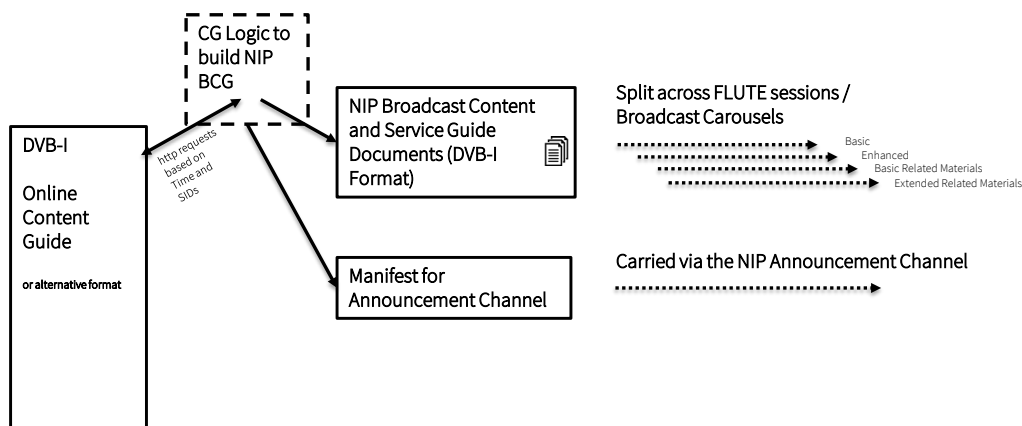 CG Logic to
build NIP
BCG
DVB-I
Online
Content
Guide
or alternative format
http requests
based on
Time and
SIDs
NIP Broadcast Content
and Service Guide
Documents (DVB-I
Format)
Split across FLUTE sessions /
Broadcast Carousels
Basic
Enhanced
Basic Related Materials
Extended Related Materials
Manifest for
Announcement Channel
Carried via the NIP Announcement Channel